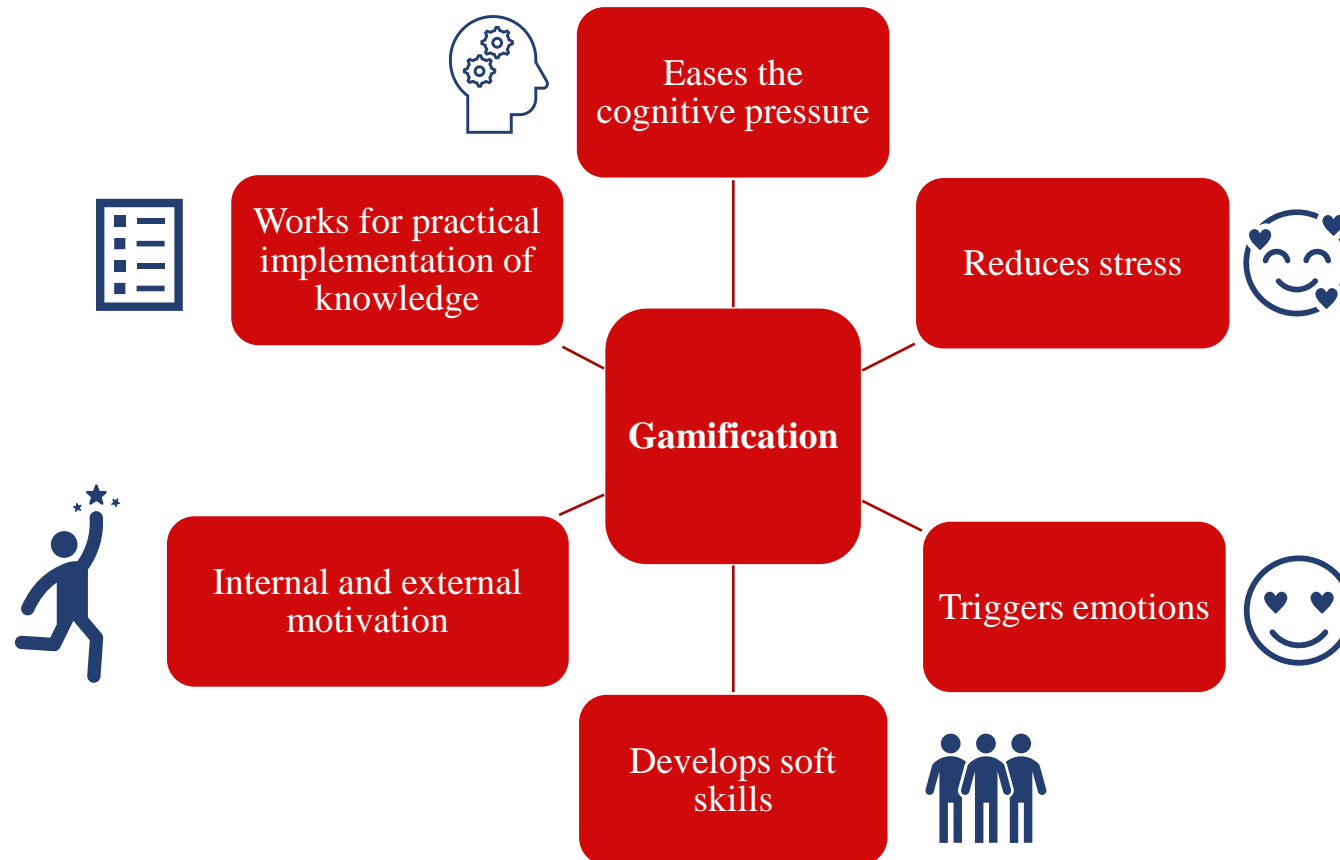 Eases the
cognitive pressure
Works for practical
implementation of
knowledge
Reduces stress
Gamification
Internal and external
motivation
Triggers emotions
Develops soft
skills